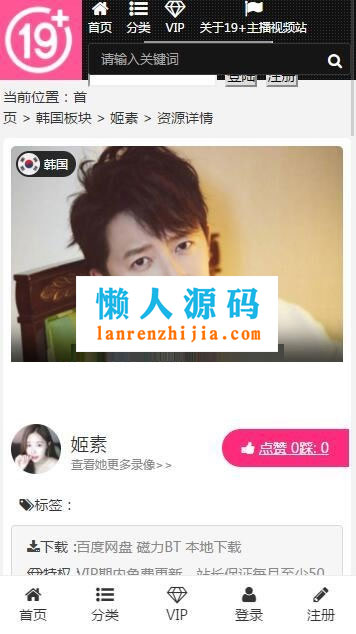 19+
首页 分类 VIP 关于19+主播视频站
请输入关键词
登陆 注册
当前位置：首
页 > 韩国板块 > 姬素 > 资源详情
韩国
懒人源码
lanrenzhijia.com
姬素
查看她更多录像>>
点赞 0踩: 0
标签：
下载：百度网盘 磁力BT 本地下载
特权 VIP期内免费更新，站长保证每月至少50
首页 分类 VIP 登录 注册